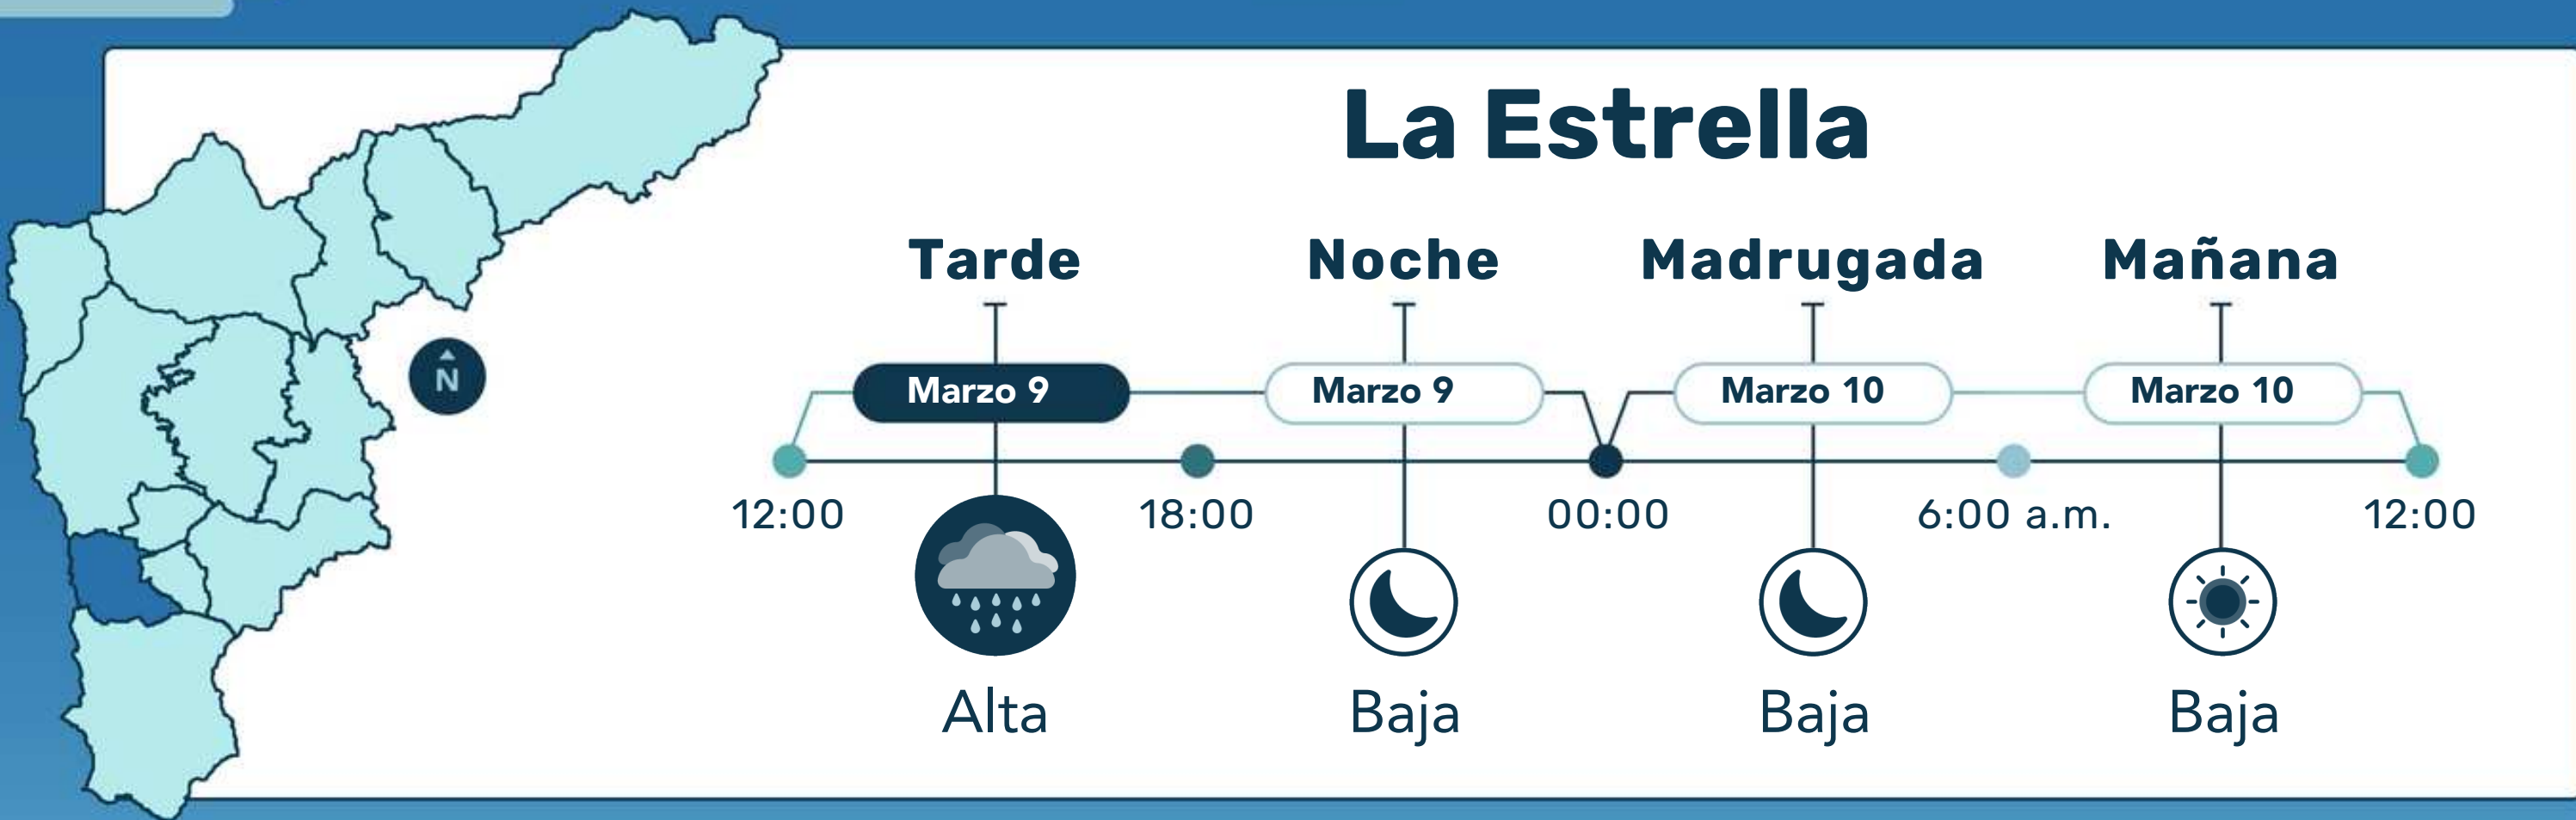 La Estrella
Tarde Noche Madrugada Mañana
N
Marzo 9 Marzo 9 Marzo 10 Marzo 10
12:00 18:00 00:00 6:00 a.m. 12:00
Alta Baja Baja Baja